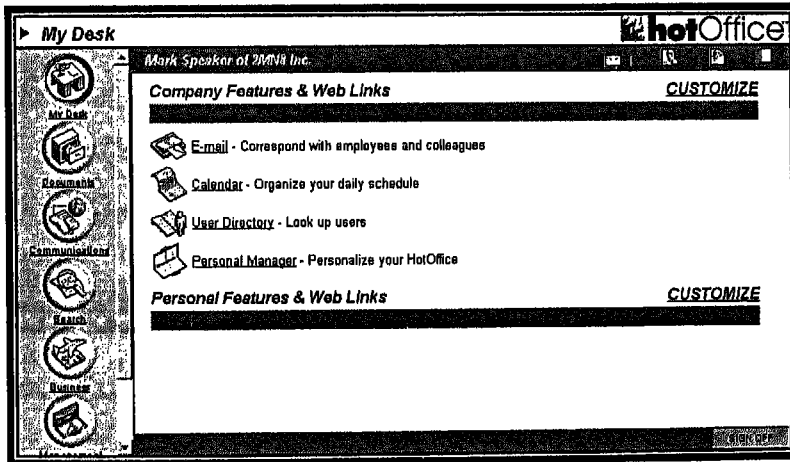 My Desk
hotOffice
Mark Speaker of 2MN8 Inc.
Company Features & Web Links
CUSTOMIZE
My Desk
E-mail - Correspond with employees and colleagues
Documents
Calendar - Organize your daily schedule
User Directory - Look up users
Communications
Personal Manager - Personalize your HotOffice
Personal Features & Web Links
CUSTOMIZE
Search
Business
SIGN OFF